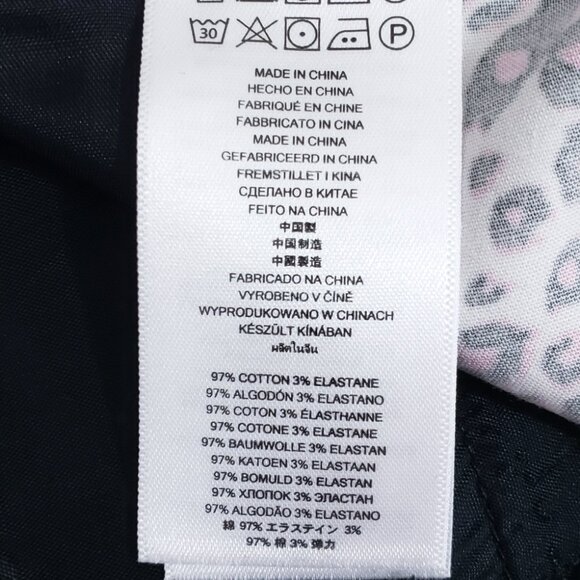 30 P
MADE IN CHINA
HECHO EN CHINA
FABRIQUÉ EN CHINE
FABBRICATO IN CINA
MADE IN CHINA
GEFABRICEERD IN CHINA
FREMSTILLET I KINA
СДЕЛАНО В КИТАЕ
FEITO NA CHINA
中国製
中国制造
中國製造
FABRICADO NA CHINA
VYROBENO V ČÍNĚ
WYPRODUKOWANO W CHINACH
KÉSZÜLT KÍNÁBAN
ผลิตในจีน
97% COTTON 3% ELASTANE
97% ALGODÓN 3% ELASTANO
97% COTON 3% ÉLASTHANNE
97% COTONE 3% ELASTANE
97% BAUMWOLLE 3% ELASTAN
97% KATOEN 3% ELASTAAN
97% BOMULD 3% ELASTAN
97% ХЛОПОК 3% ЭЛАСТАН
97% ALGODÃO 3% ELASTANO
綿 97% エラステイン 3%
97% 棉 3% 弹力